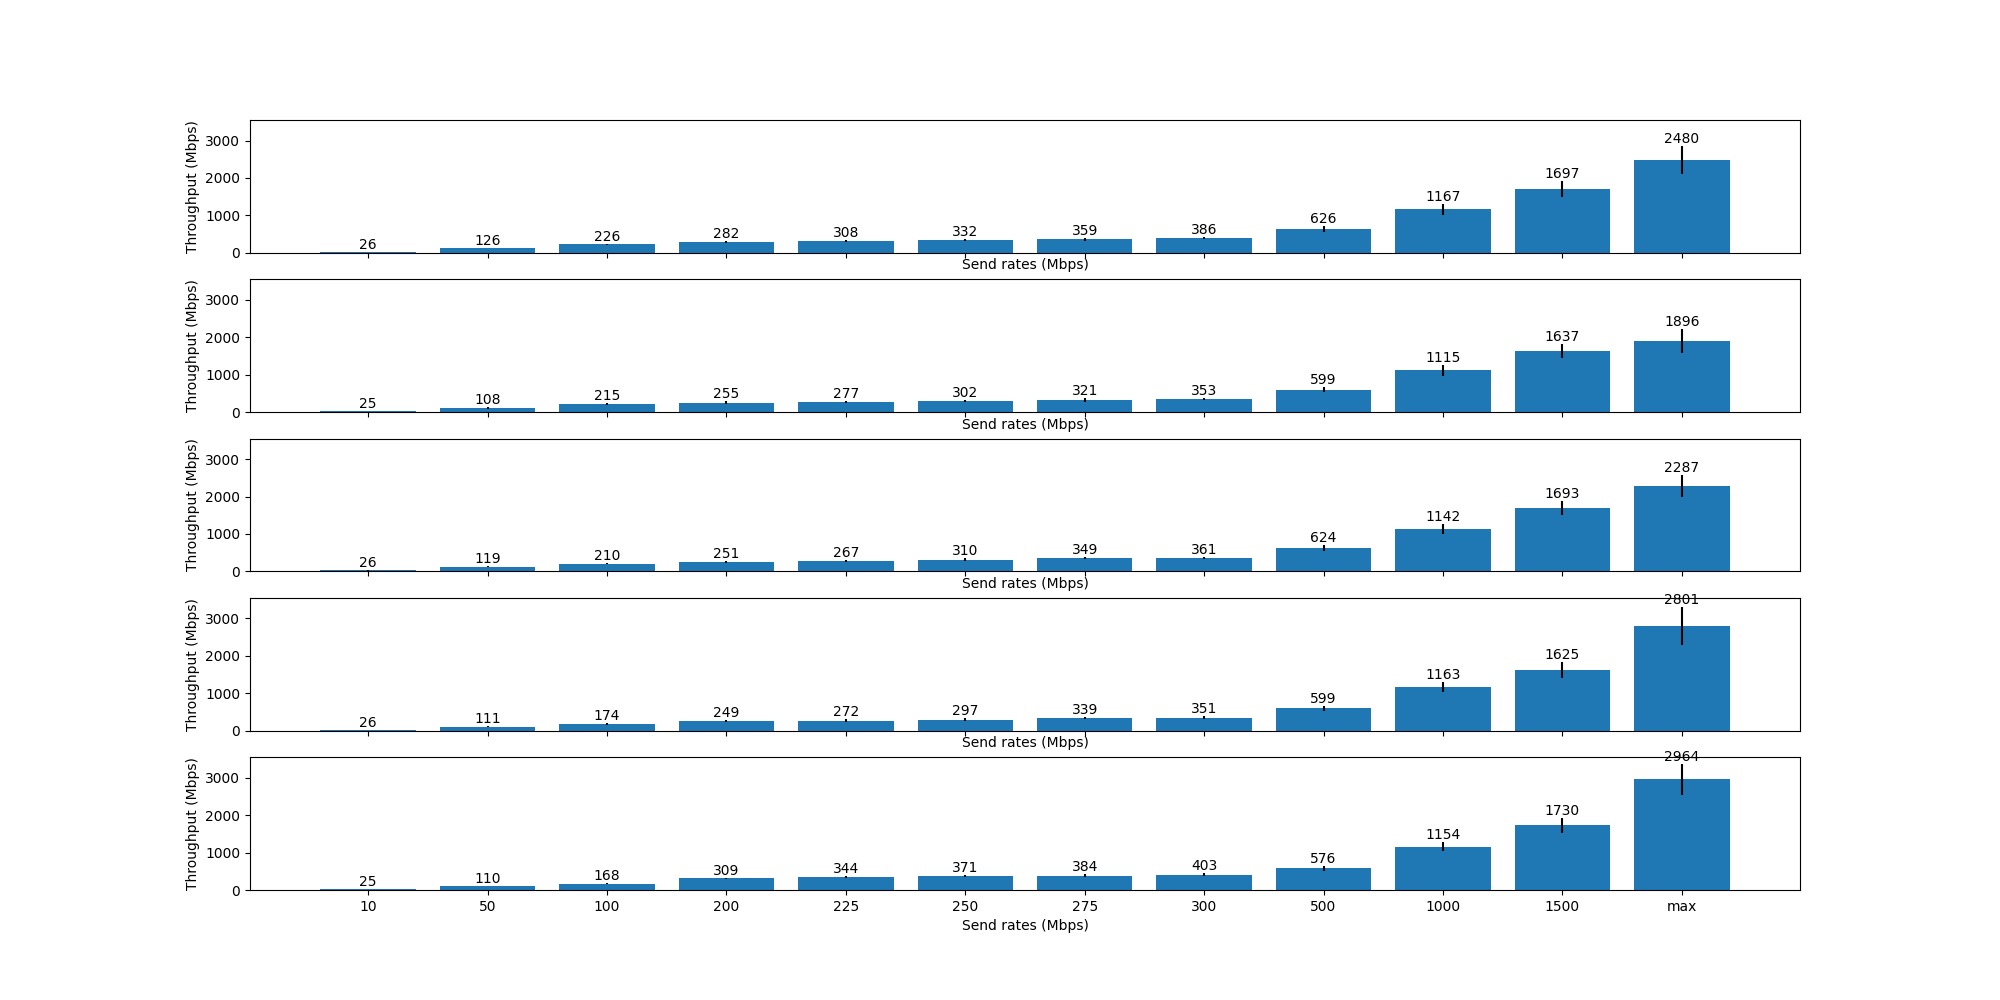 Throughput (Mbps)
3000
2000
1000
0
26 126 226 282 308 332 359 386 626 1167 1697 2480
Send rates (Mbps)
Throughput (Mbps)
3000
2000
1000
0
25 108 215 255 277 302 321 353 599 1115 1637 1896
Send rates (Mbps)
Throughput (Mbps)
3000
2000
1000
0
26 119 210 251 267 310 349 361 624 1142 1693 2287
Send rates (Mbps)
Throughput (Mbps)
3000
2000
1000
0
26 111 174 249 272 297 339 351 599 1163 1625 2801
Send rates (Mbps)
Throughput (Mbps)
3000
2000
1000
0
25 110 168 309 344 371 384 403 576 1154 1730 2964
10 50 100 200 225 250 275 300 500 1000 1500 max
Send rates (Mbps)